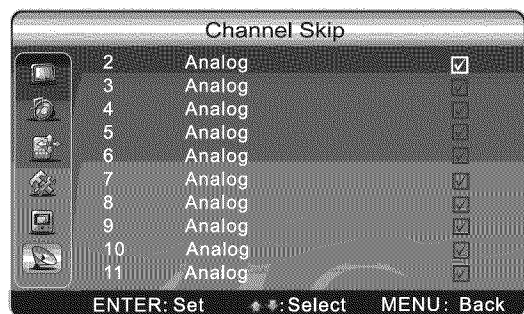 Channel Skip
2 Analog
3 Analog
4 Analog
5 Analog
6 Analog
7 Analog
8 Analog
9 Analog
10 Analog
11 Analog
ENTER: Set :Select MENU: Back